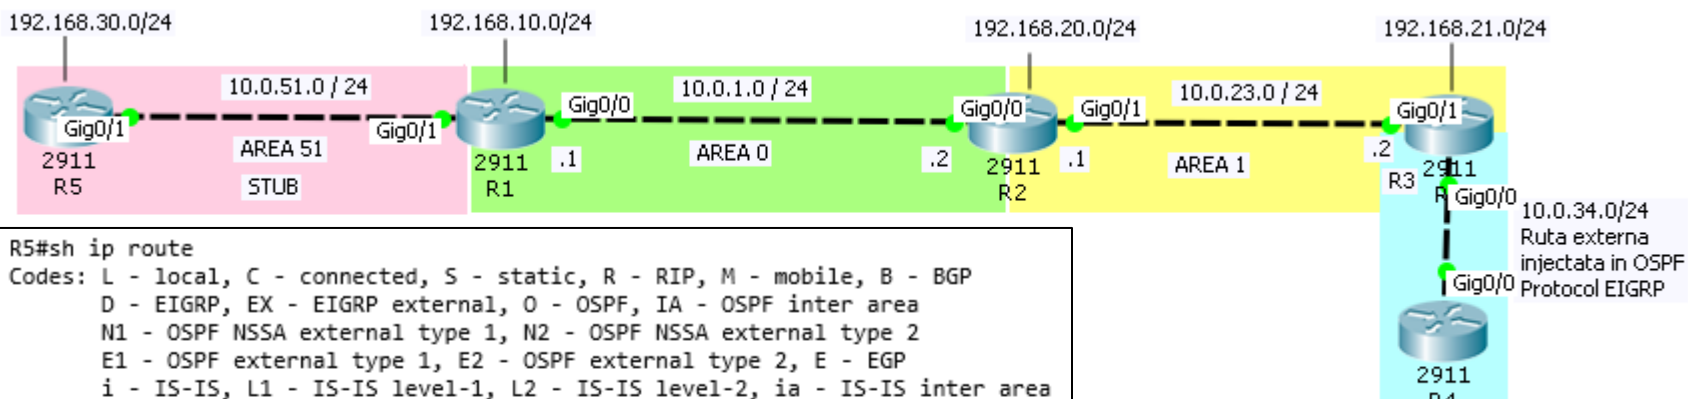 192.168.30.0/24
192.168.10.0/24
192.168.20.0/24
192.168.21.0/24
10.0.51.0 / 24
10.0.1.0 / 24
10.0.23.0 / 24
Gig0/1
Gig0/1
Gig0/0
Gig0/0
Gig0/1
Gig0/1
AREA 51
STUB
AREA 0
AREA 1
2911
R5
2911
R1
.1
.2
2911
R2
.1
.2
2911
R3
Gig0/0
10.0.34.0/24
Ruta externa
injectata in OSPF
Protocol EIGRP
Gig0/0
2911
R5#sh ip route
Codes: L - local, C - connected, S - static, R - RIP, M - mobile, B - BGP
D - EIGRP, EX - EIGRP external, O - OSPF, IA - OSPF inter area
N1 - OSPF NSSA external type 1, N2 - OSPF NSSA external type 2
E1 - OSPF external type 1, E2 - OSPF external type 2, E - EGP
i - IS-IS, L1 - IS-IS level-1, L2 - IS-IS level-2, ia - IS-IS inter area